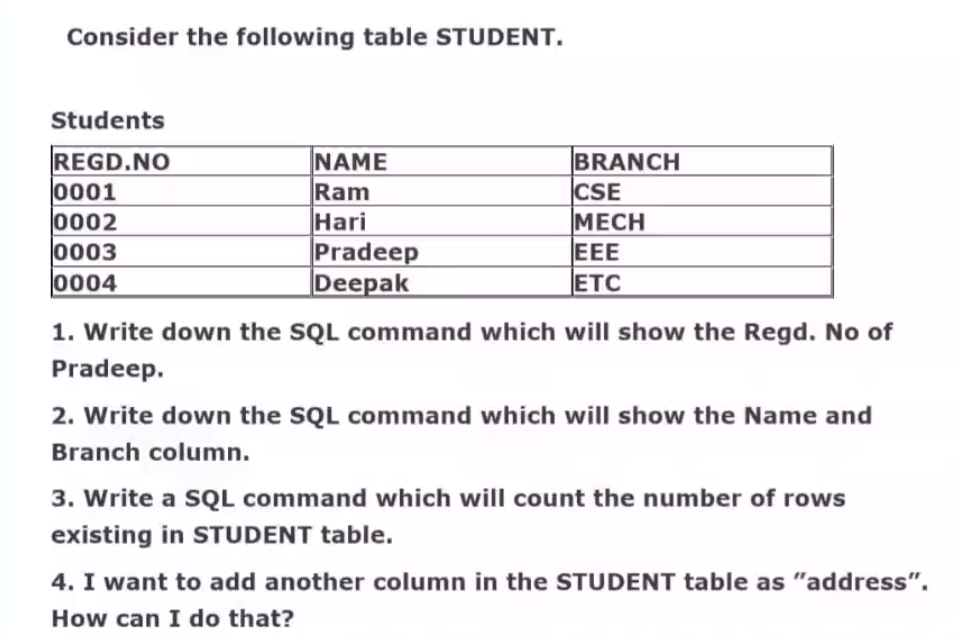 Consider the following table STUDENT.
Students
REGD.NO NAME BRANCH
0001 Ram CSE
0002 Hari MECH
0003 Pradeep EEE
0004 Deepak ETC
1. Write down the SQL command which will show the Regd. No of
Pradeep.
2. Write down the SQL command which will show the Name and
Branch column.
3. Write a SQL command which will count the number of rows
existing in STUDENT table.
4. I want to add another column in the STUDENT table as ”address”.
How can I do that?